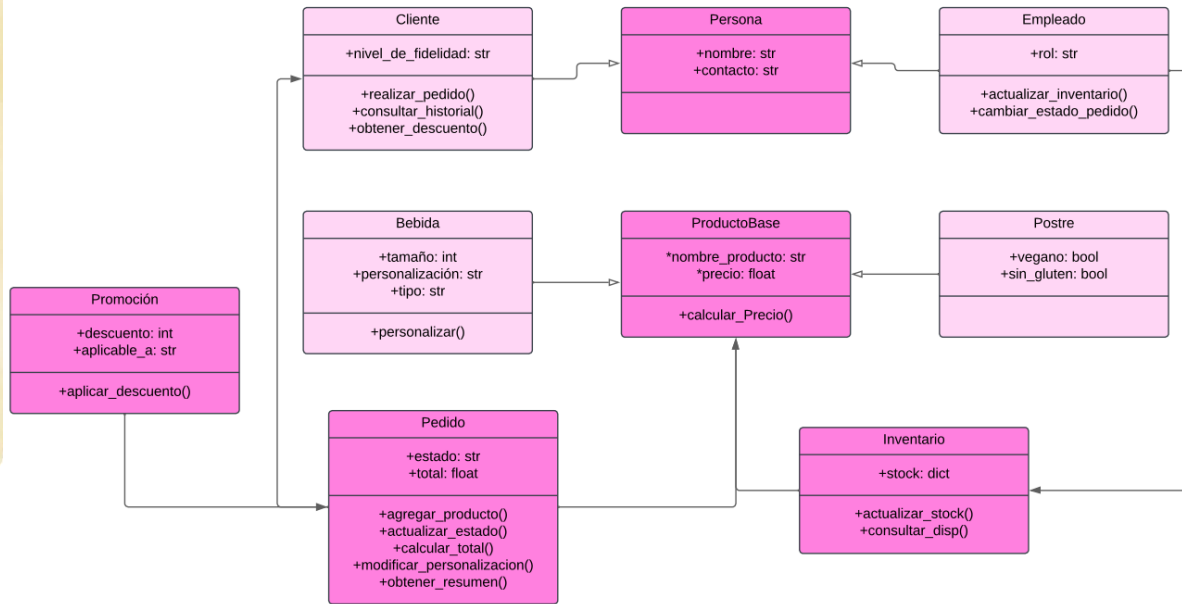 Cliente
+nivel_de_fidelidad: str
+realizar_pedido()
+consultar_historial()
+obtener_descuento()
Persona
+nombre: str
+contacto: str
Empleado
+rol: str
+actualizar_inventario()
+cambiar_estado_pedido()
Bebida
+tamaño: int
+personalización: str
+tipo: str
+personalizar()
ProductoBase
*nombre_producto: str
*precio: float
+calcular_Precio()
Postre
+vegano: bool
+sin_gluten: bool
Promoción
+descuento: int
+aplicable_a: str
+aplicar_descuento()
Pedido
+estado: str
+total: float
+agregar_producto()
+actualizar_estado()
+calcular_total()
+modificar_personalizacion()
+obtener_resumen()
Inventario
+stock: dict
+actualizar_stock()
+consultar_disp()